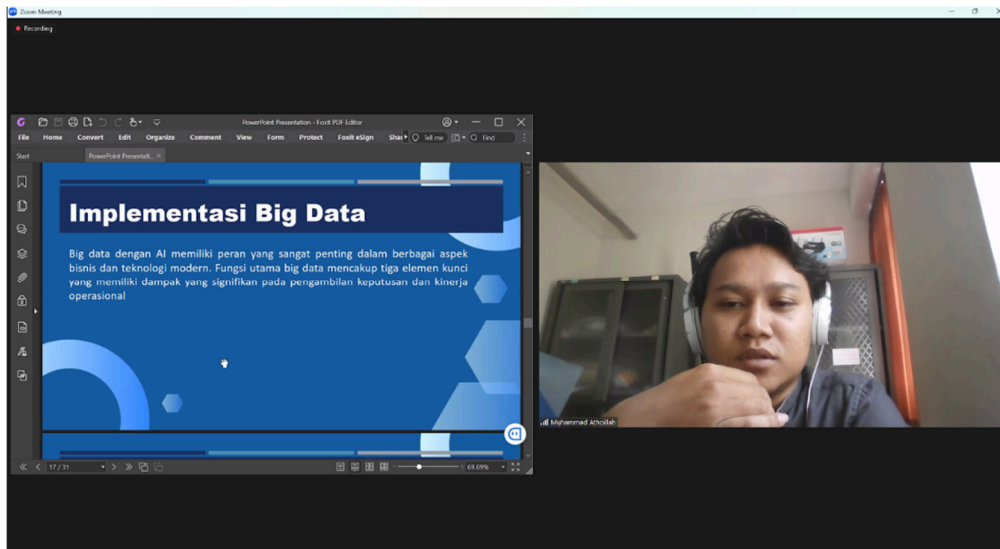 Zoom Meeting
Recording
PowerPoint Presentation - Foxit PDF Editor
File Home Convert Edit Organize Comment View Form Protect Foxit eSign Shar Tell me Find
Start PowerPoint Presentati...
Implementasi Big Data
Big data dengan AI memiliki peran yang sangat penting dalam berbagai aspek
bisnis dan teknologi modern. Fungsi utama big data mencakup tiga elemen kunci
yang memiliki dampak yang signifikan pada pengambilan keputusan dan kinerja
operasional
Muhammad Athoillah
17 / 31 69.69%